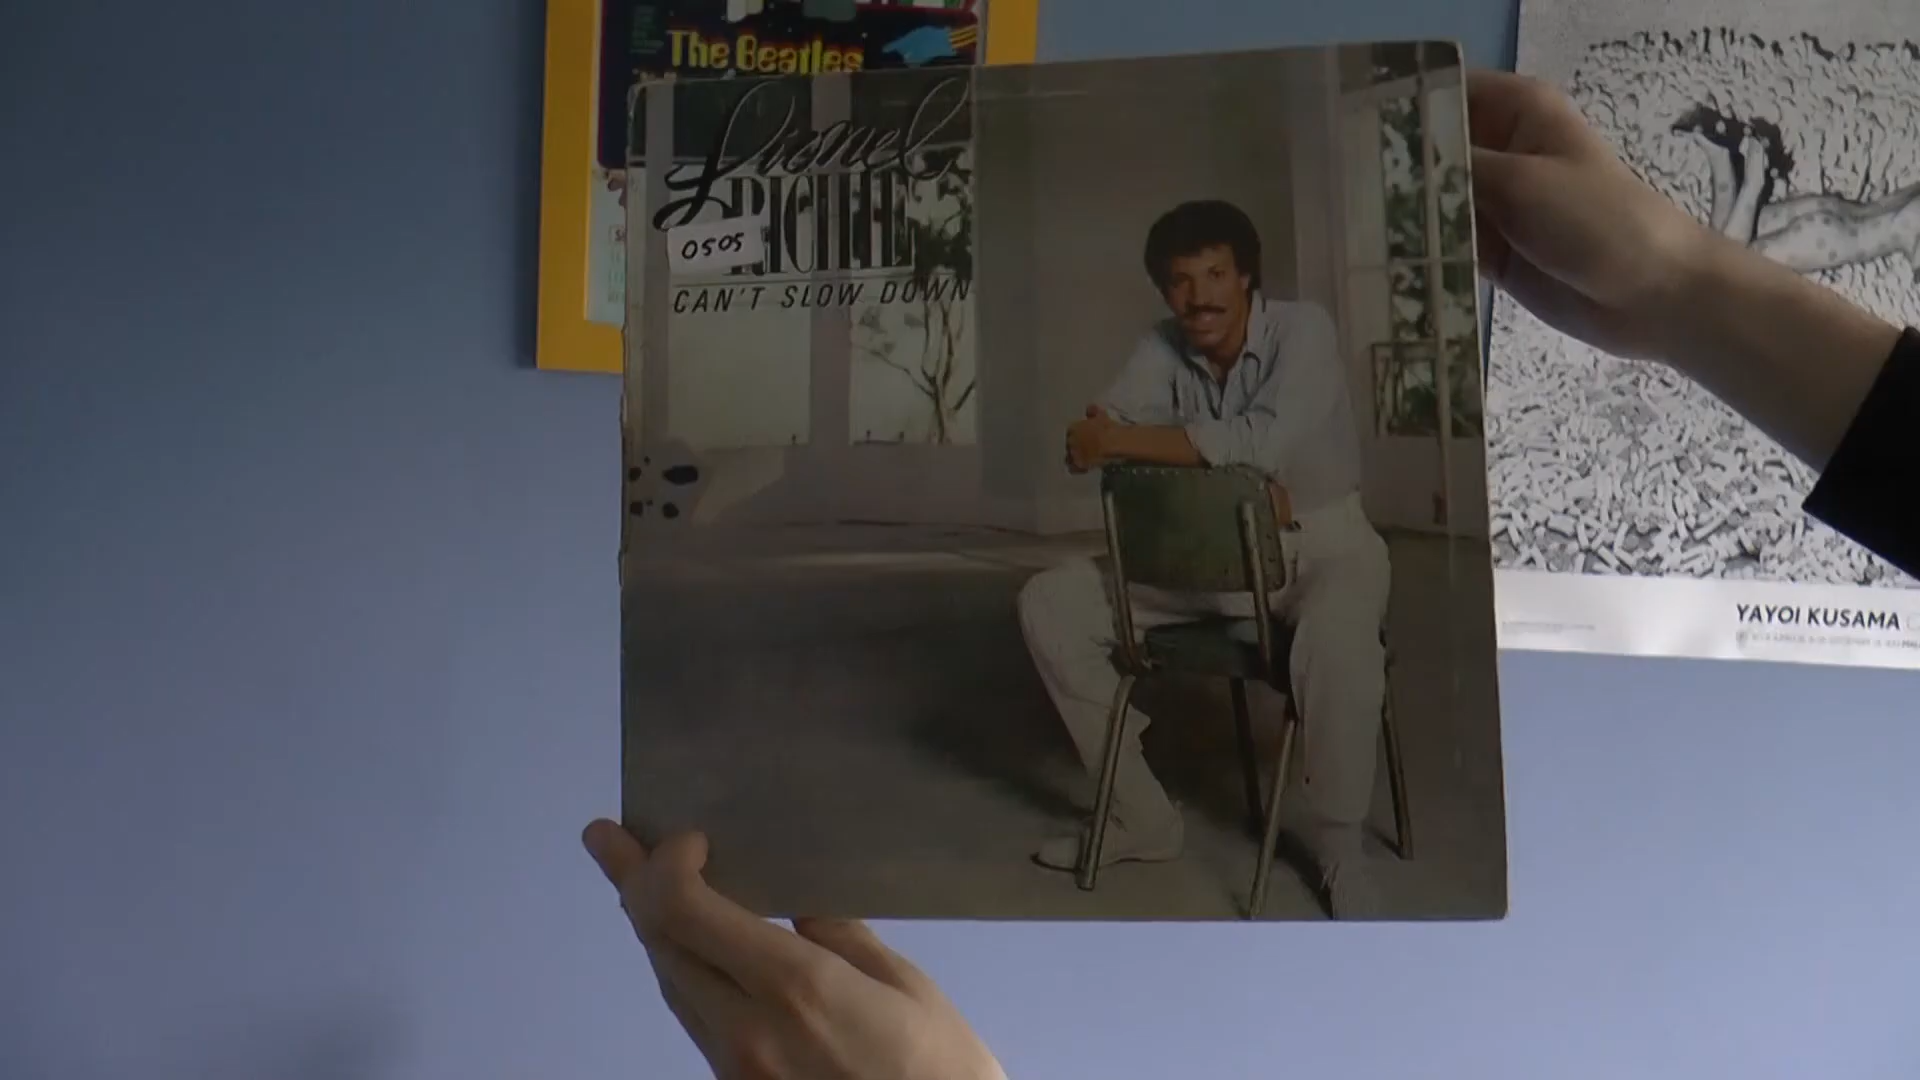 The Beatles
Lionel
RICHIE
0505
CAN'T SLOW DOWN
YAYOI KUSAMA